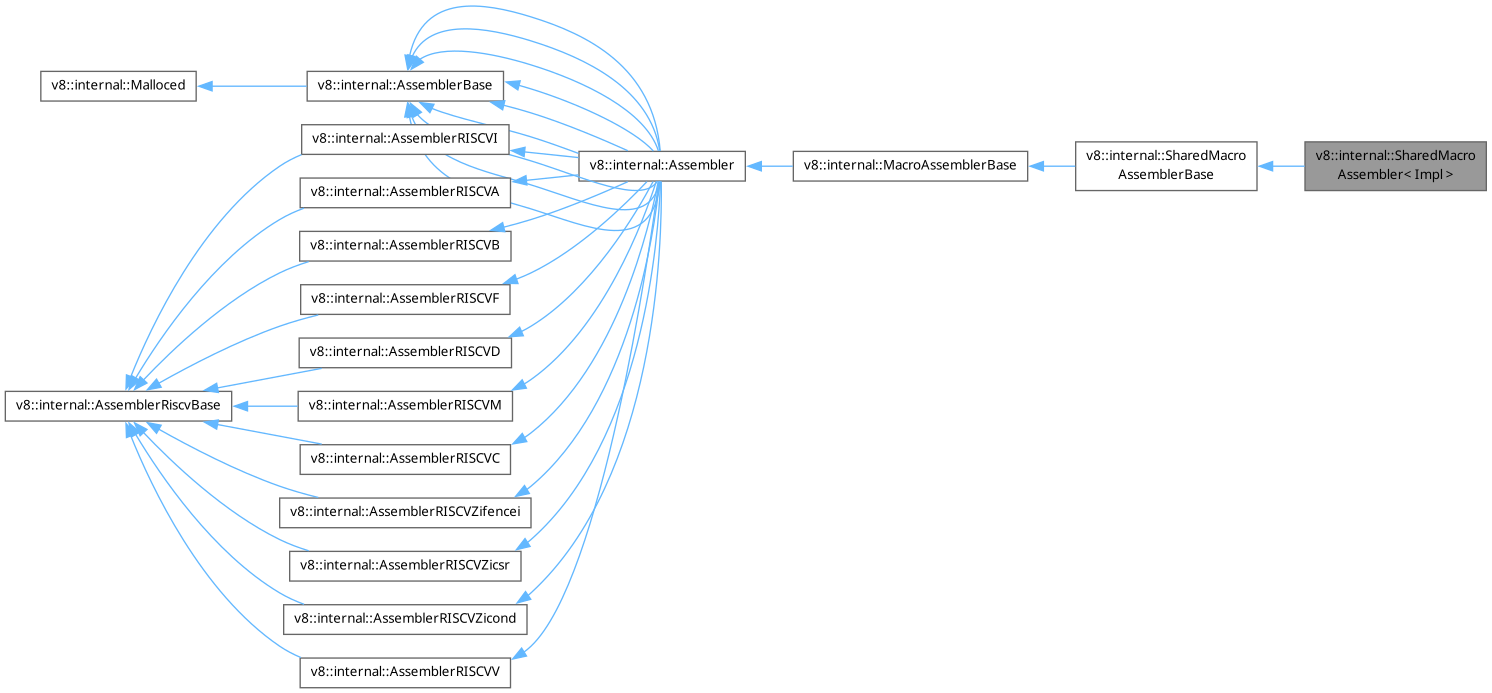 v8::internal::Malloced
v8::internal::AssemblerBase
v8::internal::AssemblerRISCVI
v8::internal::Assembler
v8::internal::MacroAssemblerBase
v8::internal::SharedMacro
AssemblerBase
v8::internal::SharedMacro
Assembler< Impl >
v8::internal::AssemblerRISCVA
v8::internal::AssemblerRISCVB
v8::internal::AssemblerRISCVF
v8::internal::AssemblerRISCVD
v8::internal::AssemblerRiscvBase
v8::internal::AssemblerRISCVM
v8::internal::AssemblerRISCVC
v8::internal::AssemblerRISCVZifencei
v8::internal::AssemblerRISCVZicsr
v8::internal::AssemblerRISCVZicond
v8::internal::AssemblerRISCVV